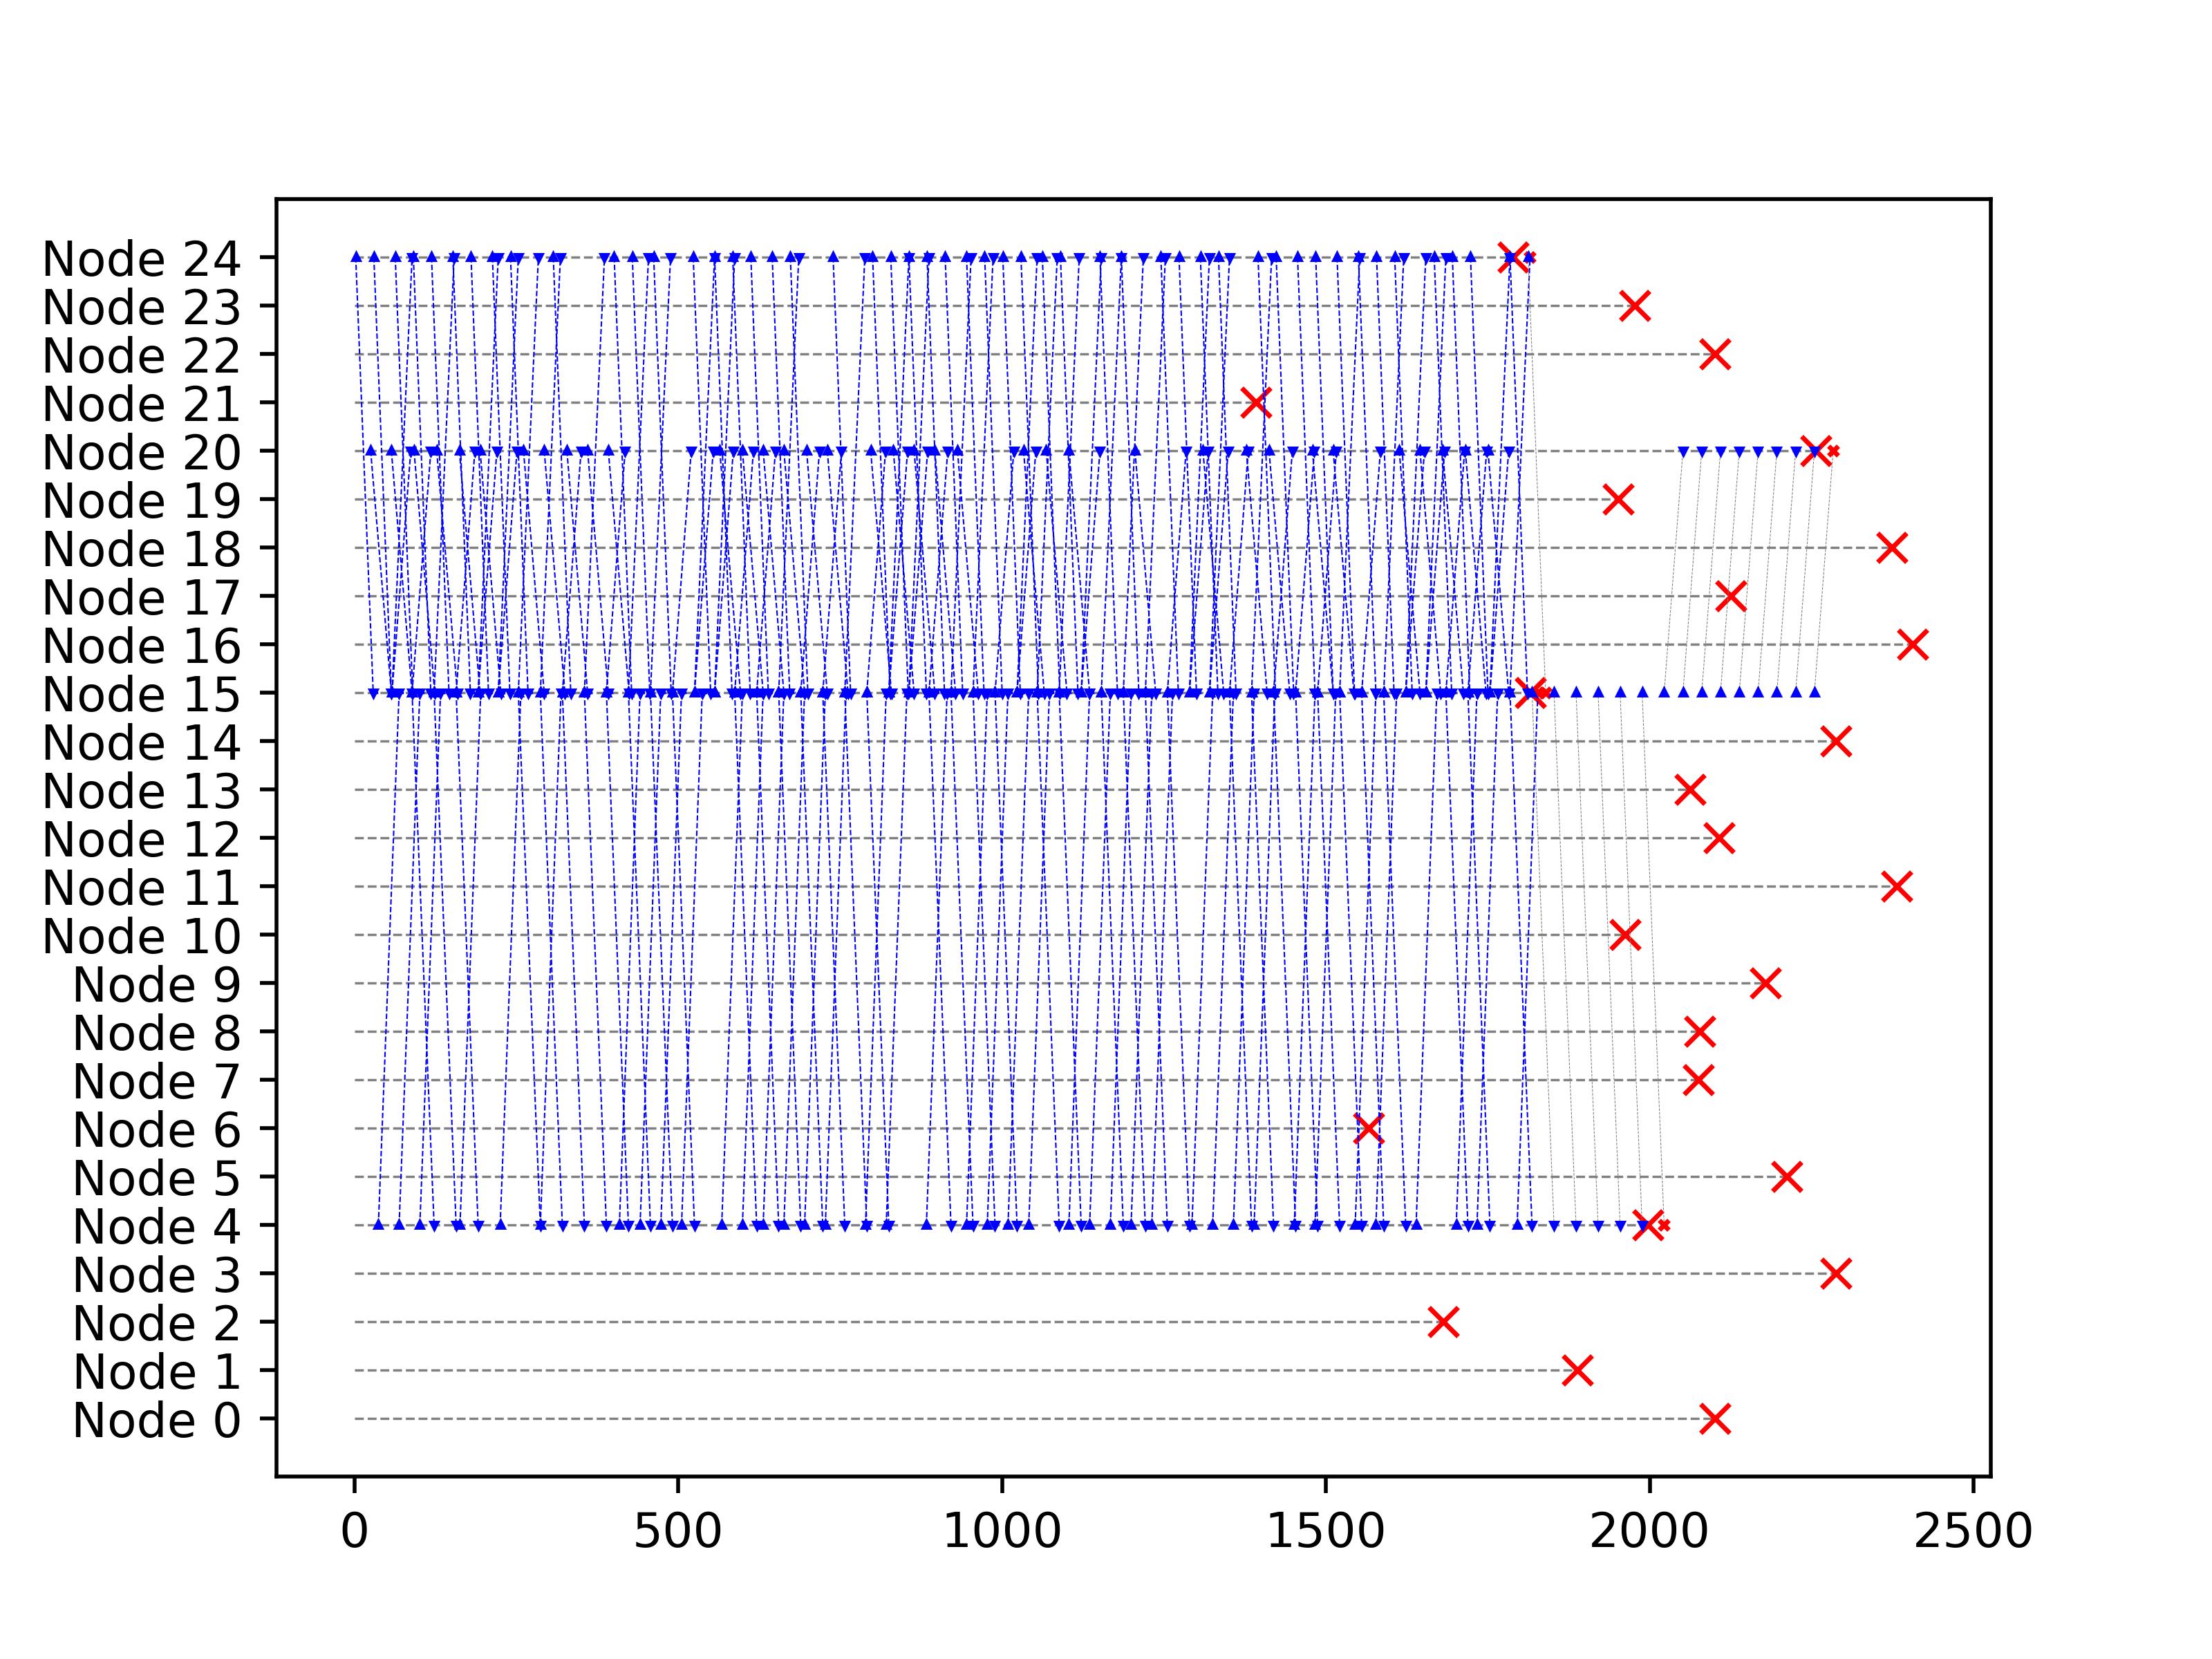 Node 24
Node 23
Node 22
Node 21
Node 20
Node 19
Node 18
Node 17
Node 16
Node 15
Node 14
Node 13
Node 12
Node 11
Node 10
Node 9
Node 8
Node 7
Node 6
Node 5
Node 4
Node 3
Node 2
Node 1
Node 0
0 500 1000 1500 2000 2500